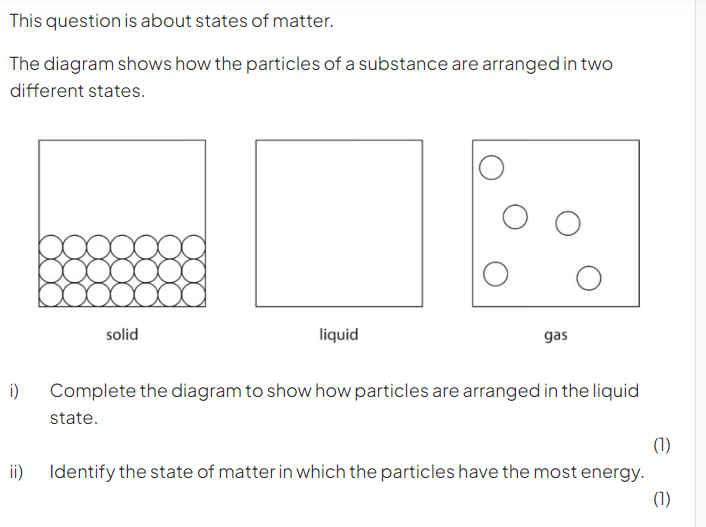 This question is about states of matter.
The diagram shows how the particles of a substance are arranged in two
different states.
solid
liquid
gas
i) Complete the diagram to show how particles are arranged in the liquid
state.
(1)
ii) Identify the state of matter in which the particles have the most energy.
(1)